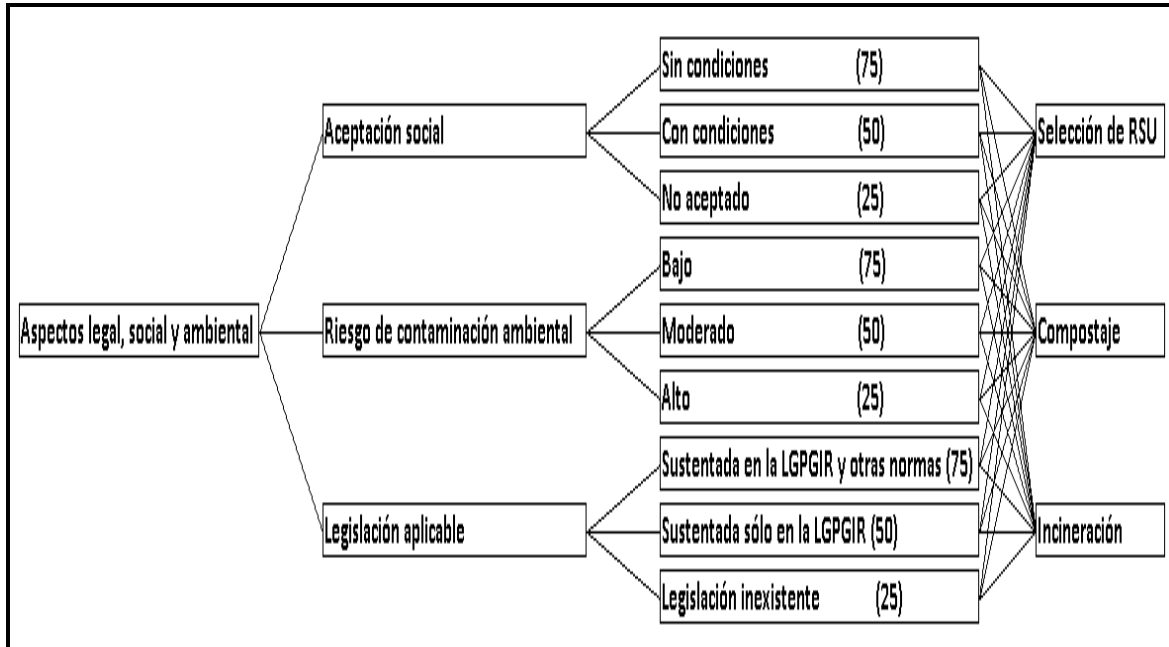 Aspectos legal, social y ambiental
Aceptación social
Riesgo de contaminación ambiental
Legislación aplicable
Sin condiciones (75)
Con condiciones (50)
No aceptado (25)
Bajo (75)
Moderado (50)
Alto (25)
Sustentada en la LGPGIR y otras normas (75)
Sustentada sólo en la LGPGIR (50)
Legislación inexistente (25)
Selección de RSU
Compostaje
Incineración